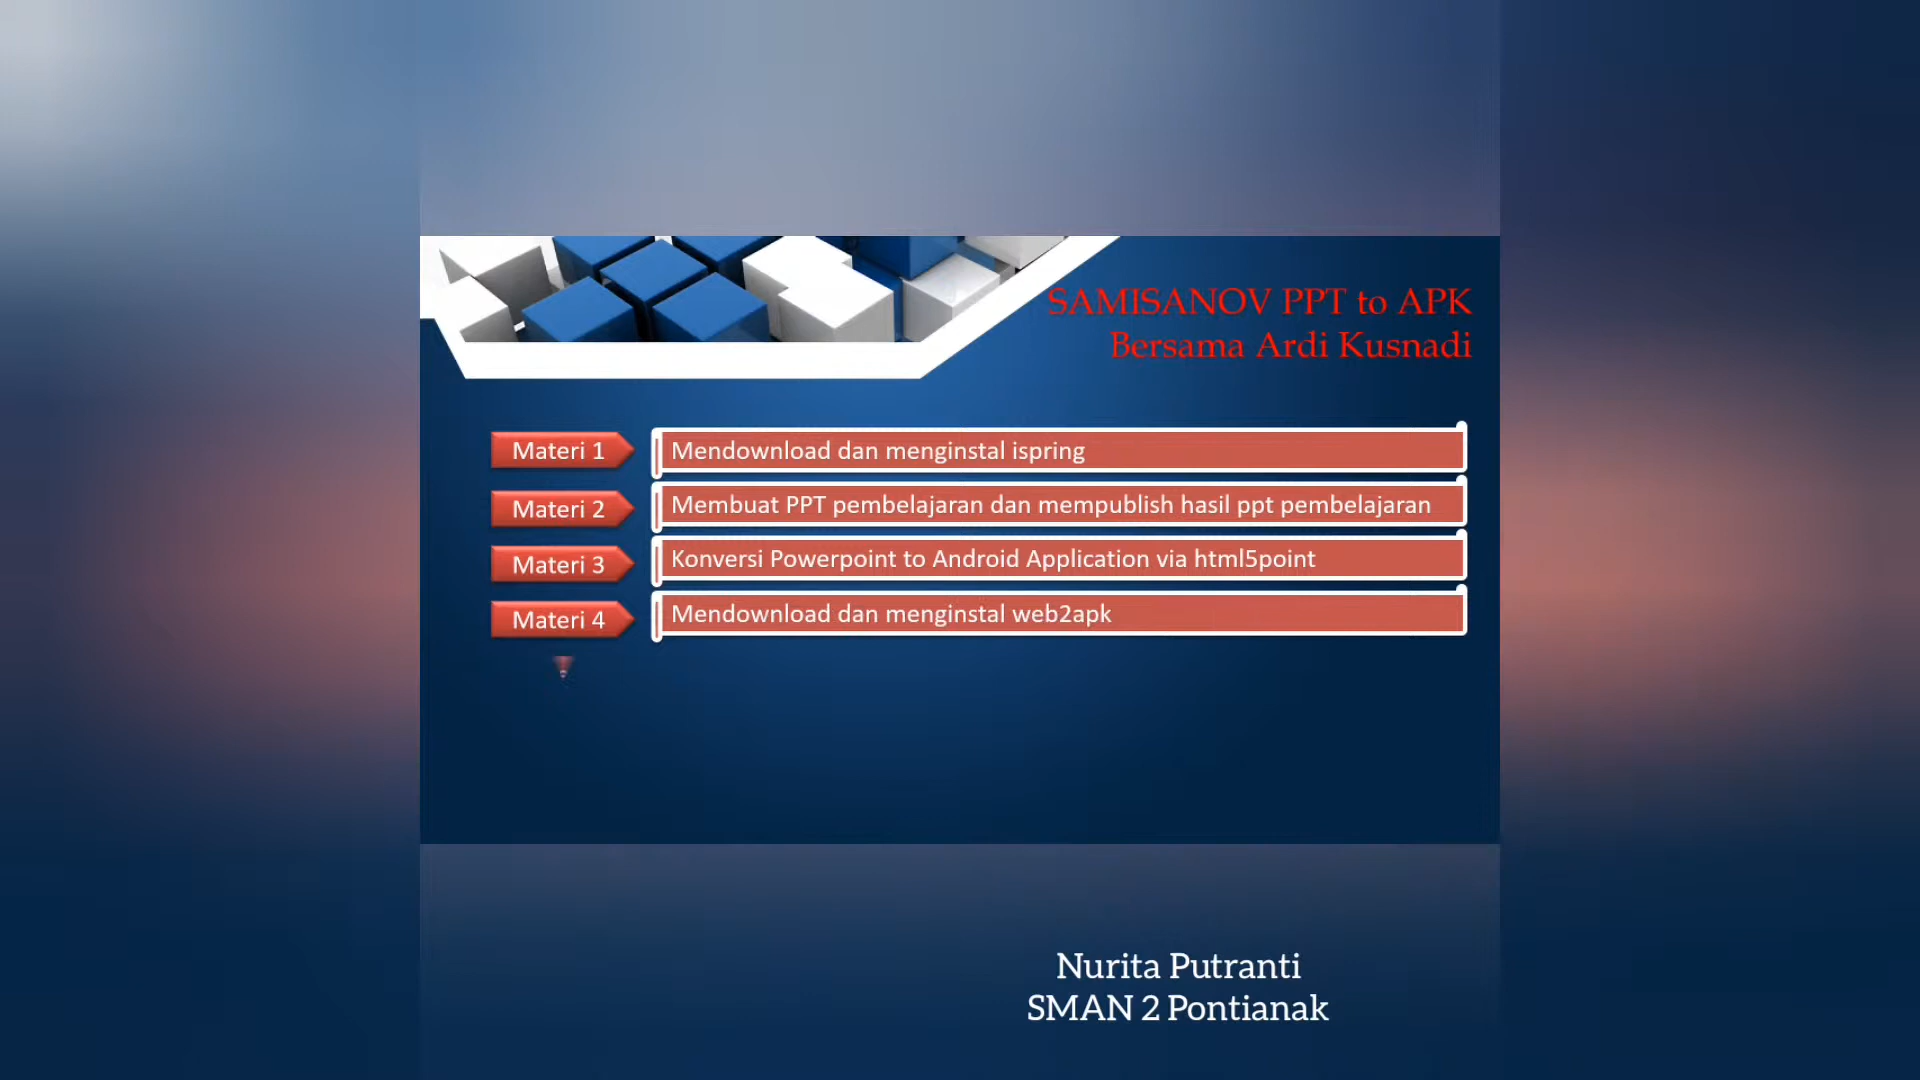 SAMISANOV PPT to APK
Bersama Ardi Kusnadi
Materi 1
Mendownload dan menginstal ispring
Materi 2
Membuat PPT pembelajaran dan mempublish hasil ppt pembelajaran
Materi 3
Konversi Powerpoint to Android Application via html5point
Materi 4
Mendownload dan menginstal web2apk
Nurita Putranti
SMAN 2 Pontianak